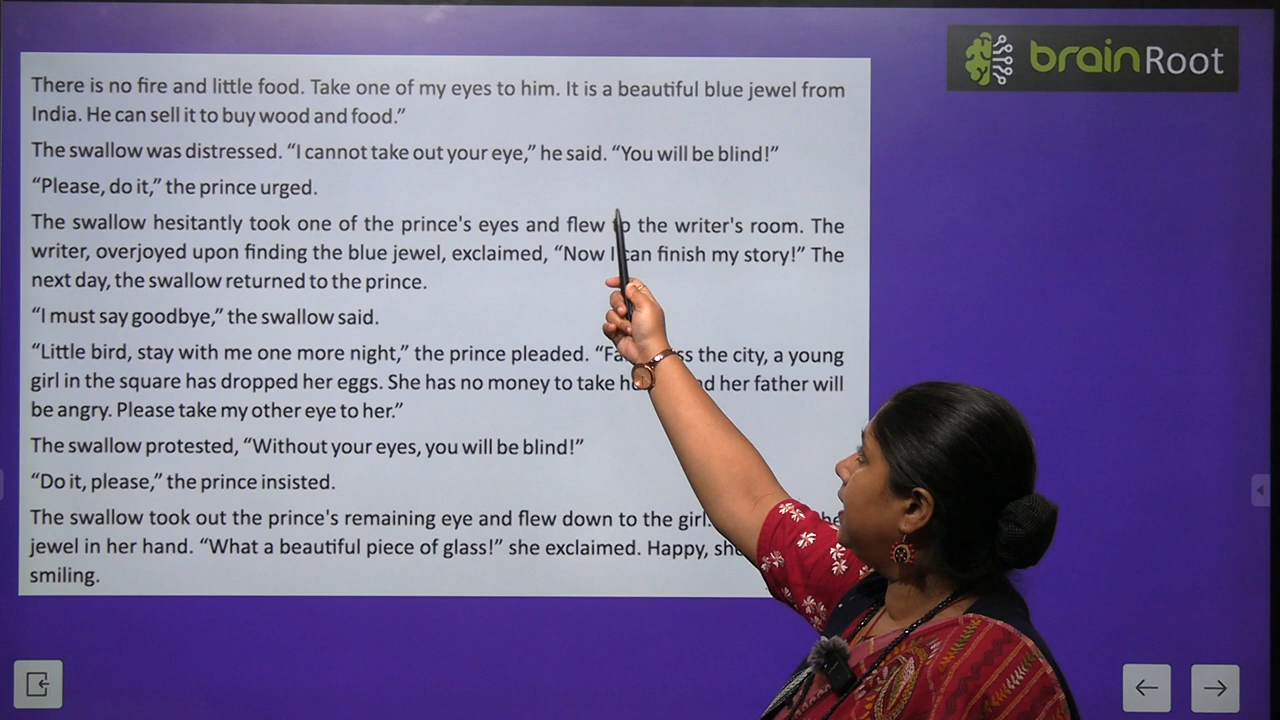 brainRoot
There is no fire and little food. Take one of my eyes to him. It is a beautiful blue jewel from
India. He can sell it to buy wood and food.”
The swallow was distressed. “I cannot take out your eye,” he said. “You will be blind!”
“Please, do it,” the prince urged.
The swallow hesitantly took one of the prince's eyes and flew to the writer's room. The
writer, overjoyed upon finding the blue jewel, exclaimed, “Now I can finish my story!” The
next day, the swallow returned to the prince.
“I must say goodbye,” the swallow said.
“Little bird, stay with me one more night,” the prince pleaded. “Far the city, a young
girl in the square has dropped her eggs. She has no money to take her father will
be angry. Please take my other eye to her.”
The swallow protested, “Without your eyes, you will be blind!”
“Do it, please,” the prince insisted.
The swallow took out the prince's remaining eye and flew down to the girl.
jewel in her hand. “What a beautiful piece of glass!” she exclaimed. Happy,
smiling.